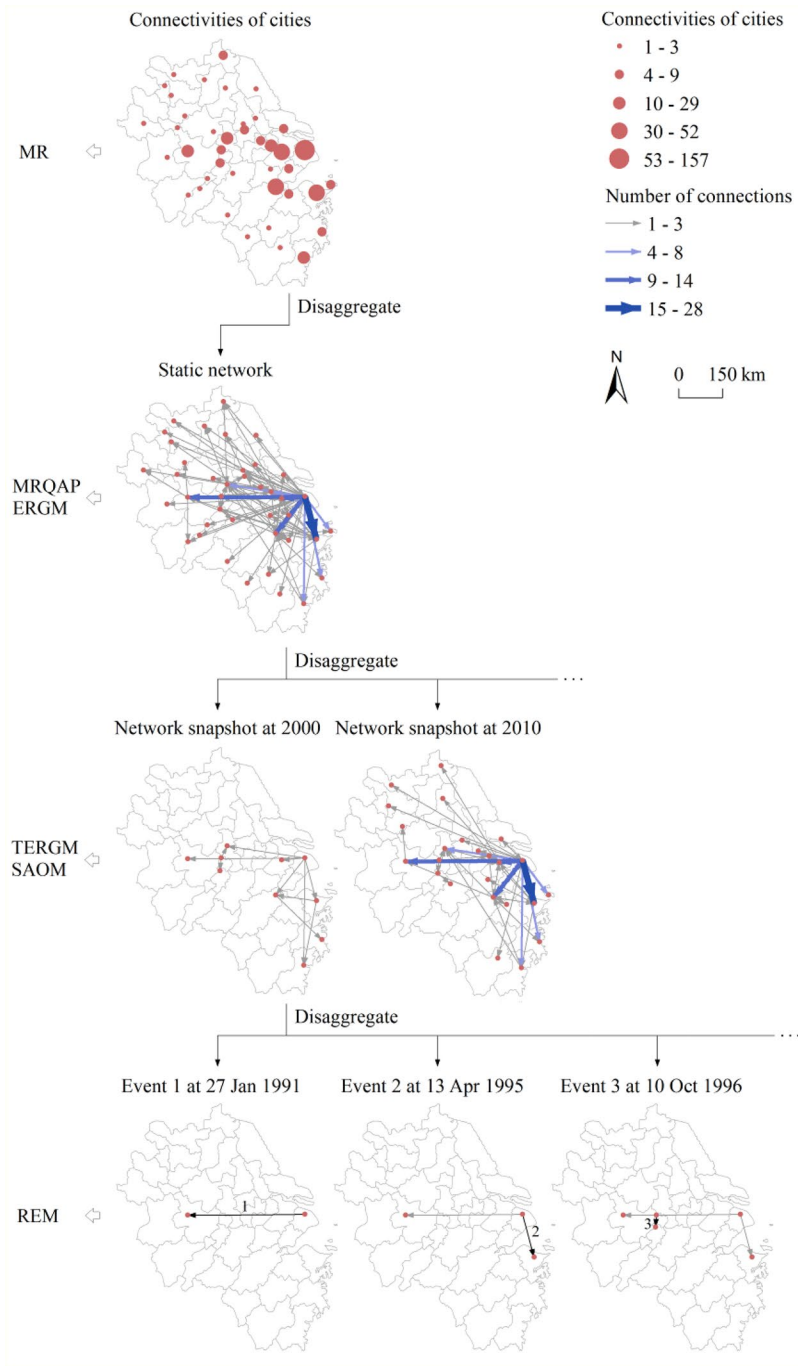 Connectivities of cities
MR
Connectivities of cities
1 - 3
4 - 9
10 - 29
30 - 52
53 - 157
Number of connections
1 - 3
4 - 8
9 - 14
15 - 28
Disaggregate
N
0 150 km
Static network
MRQAP
ERGM
Disaggregate
...
Network snapshot at 2000 Network snapshot at 2010
TERGM
SAOM
Disaggregate
...
Event 1 at 27 Jan 1991 Event 2 at 13 Apr 1995 Event 3 at 10 Oct 1996
REM
1
2
3